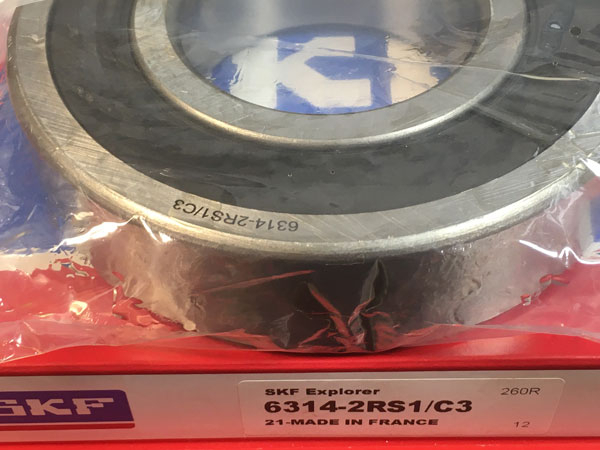 6314-2RS1/C3
SKF
SKF Explorer
260R
6314-2RS1/C3
21-MADE IN FRANCE
12